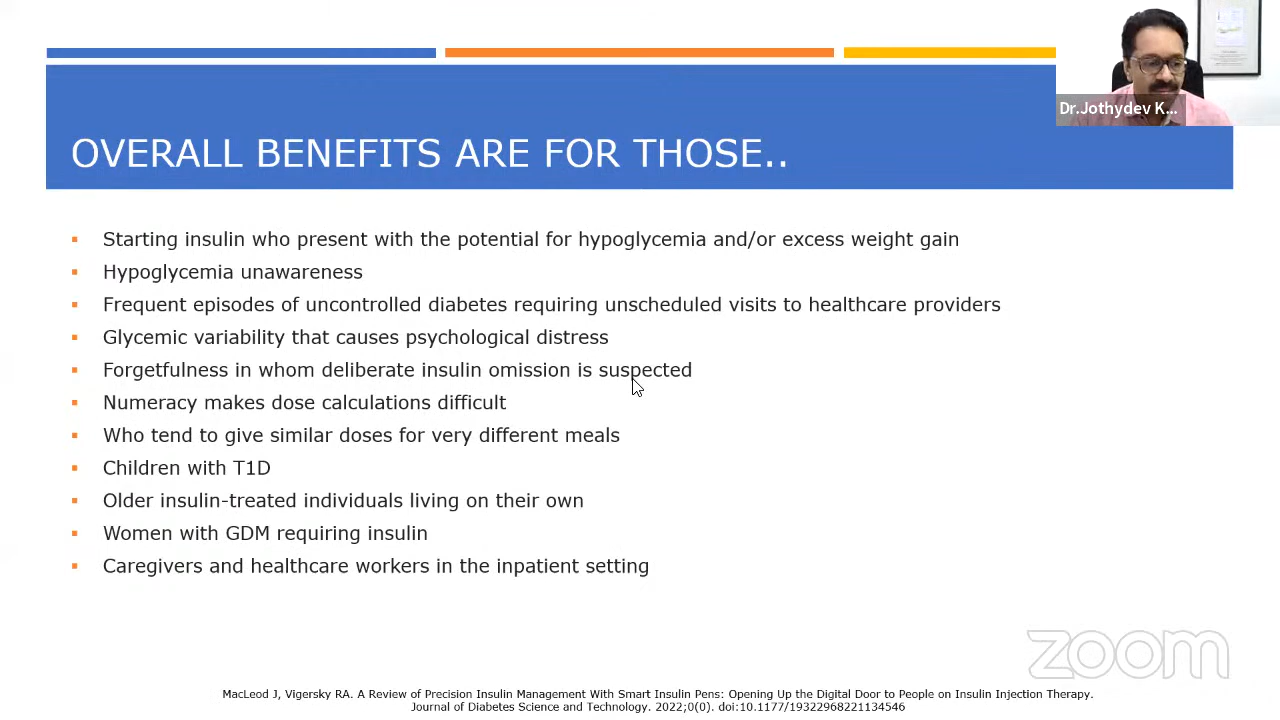 Dr.Jothydev K...
OVERALL BENEFITS ARE FOR THOSE..
▪ Starting insulin who present with the potential for hypoglycemia and/or excess weight gain
▪ Hypoglycemia unawareness
▪ Frequent episodes of uncontrolled diabetes requiring unscheduled visits to healthcare providers
▪ Glycemic variability that causes psychological distress
▪ Forgetfulness in whom deliberate insulin omission is suspected
▪ Numeracy makes dose calculations difficult
▪ Who tend to give similar doses for very different meals
▪ Children with T1D
▪ Older insulin-treated individuals living on their own
▪ Women with GDM requiring insulin
▪ Caregivers and healthcare workers in the inpatient setting
zoom
MacLeod J, Vigersky RA. A Review of Precision Insulin Management With Smart Insulin Pens: Opening Up the Digital Door to People on Insulin Injection Therapy.
Journal of Diabetes Science and Technology. 2022;0(0). doi:10.1177/19322968221134546